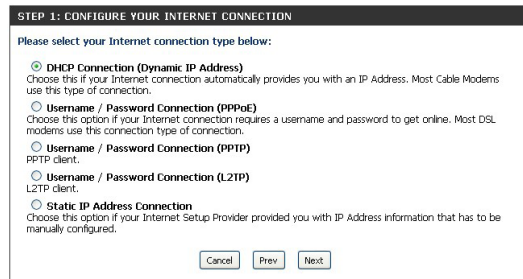 STEP 1: CONFIGURE YOUR INTERNET CONNECTION
Please select your Internet connection type below:
DHCP Connection (Dynamic IP Address)
Choose this if your Internet connection automatically provides you with an IP Address. Most Cable Modems
use this type of connection.
Username / Password Connection (PPPoE)
Choose this option if your Internet connection requires a username and password to get online. Most DSL
modems use this connection type of connection.
Username / Password Connection (PPTP)
PPTP client.
Username / Password Connection (L2TP)
L2TP client.
Static IP Address Connection
Choose this option if your Internet Setup Provider provided you with IP Address information that has to be
manually configured.
Cancel Prev Next